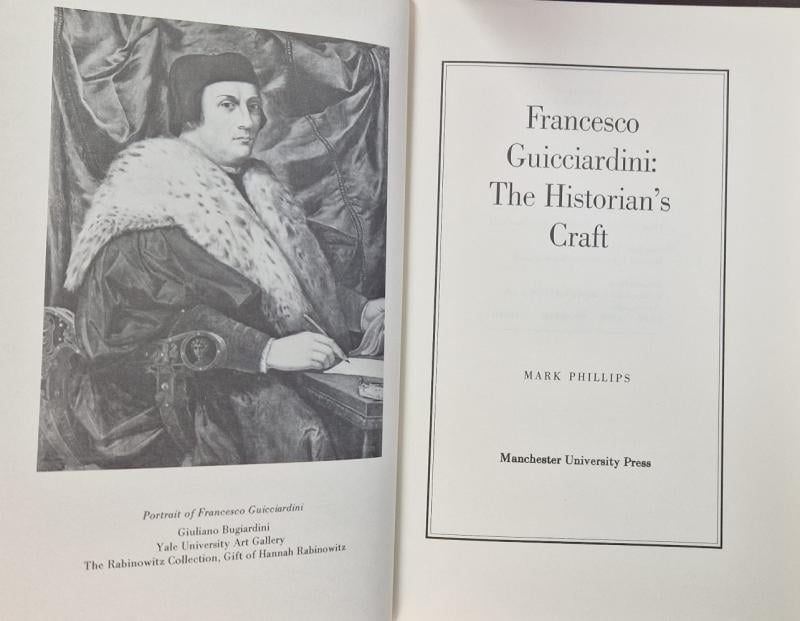 Portrait of Francesco Guicciardini
Giuliano Bugiardini
Yale University Art Gallery
The Rabinowitz Collection, Gift of Hannah Rabinowitz
Francesco
Guicciardini:
The Historian's
Craft
MARK PHILLIPS
Manchester University Press